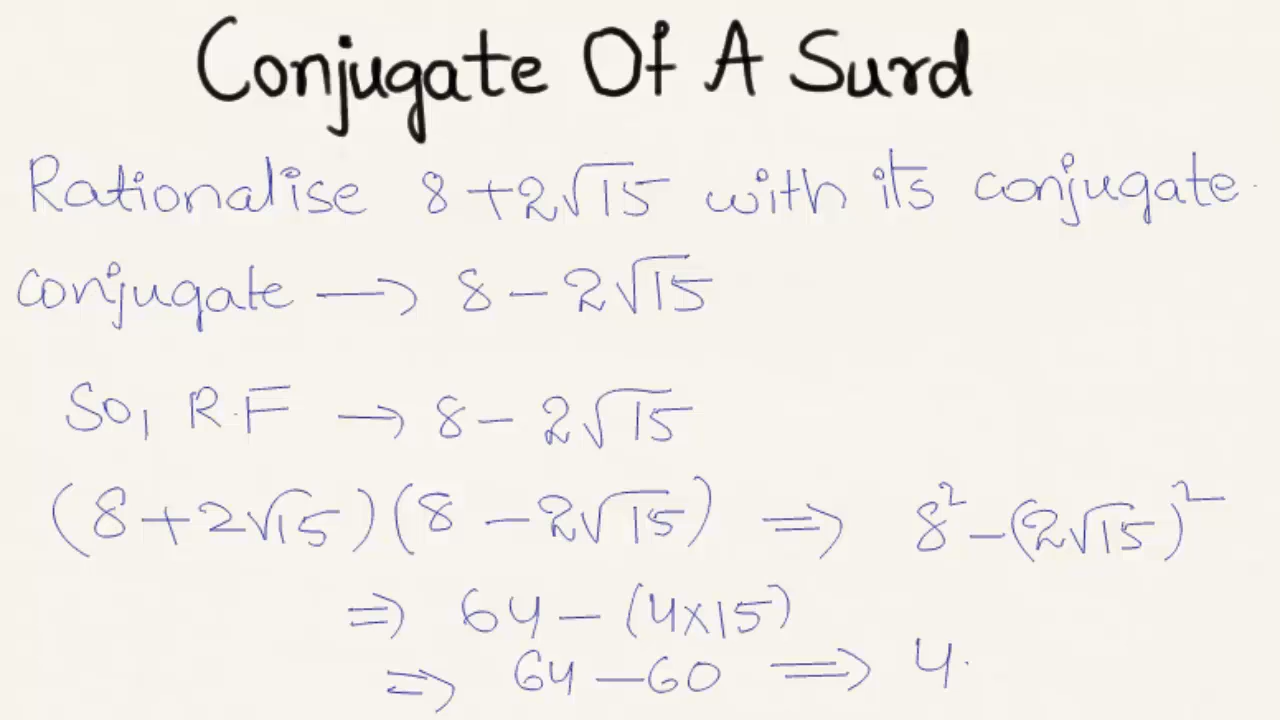 Conjugate Of A Surd
Rationalise 8+2√15 with its conjugate.
conjugate → 8-2√15
So, R.F → 8-2√15
(8+2√15)(8-2√15) ⇒ 8²-(2√15)²
⇒ 64-(4×15)
⇒ 64-60 ⇒ 4.